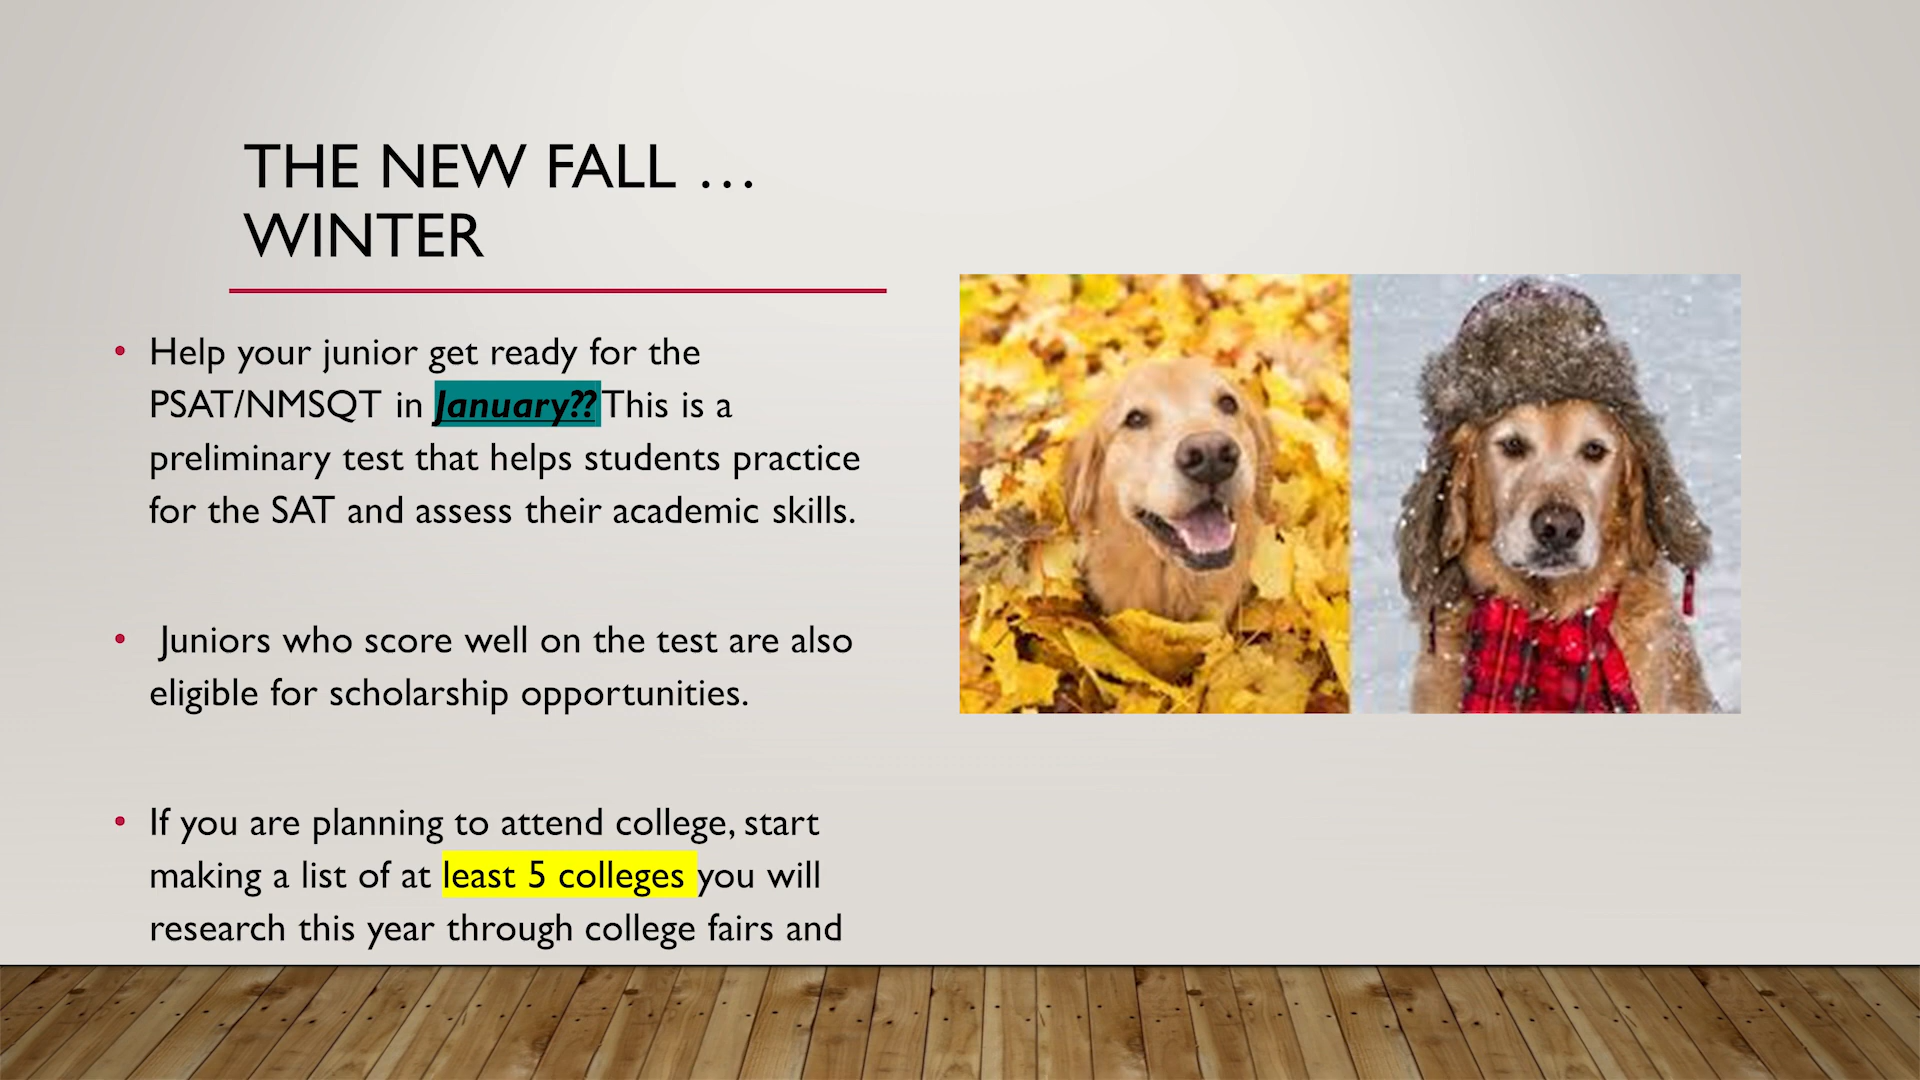 THE NEW FALL …
WINTER
• Help your junior get ready for the
PSAT/NMSQT in January?? This is a
preliminary test that helps students practice
for the SAT and assess their academic skills.
• Juniors who score well on the test are also
eligible for scholarship opportunities.
• If you are planning to attend college, start
making a list of at least 5 colleges you will
research this year through college fairs and